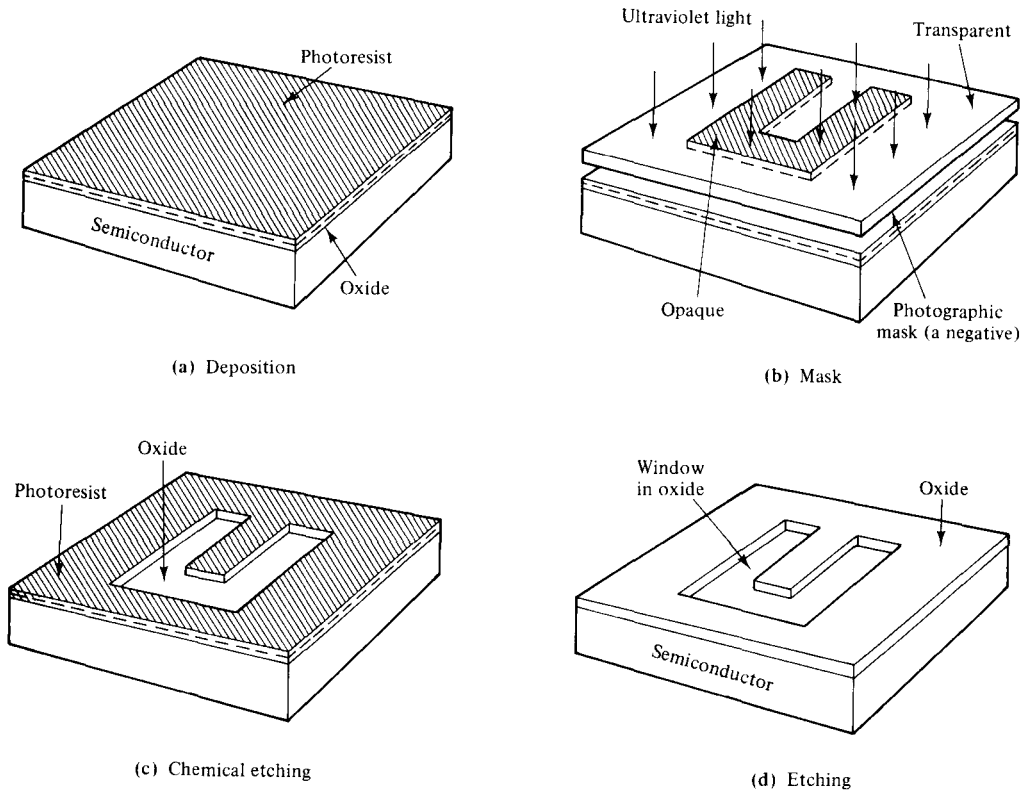 Photoresist
Semiconductor
Oxide
(a) Deposition
Ultraviolet light
Transparent
Opaque
Photographic
mask (a negative)
(b) Mask
Oxide
Photoresist
(c) Chemical etching
Window
in oxide
Oxide
Semiconductor
(d) Etching